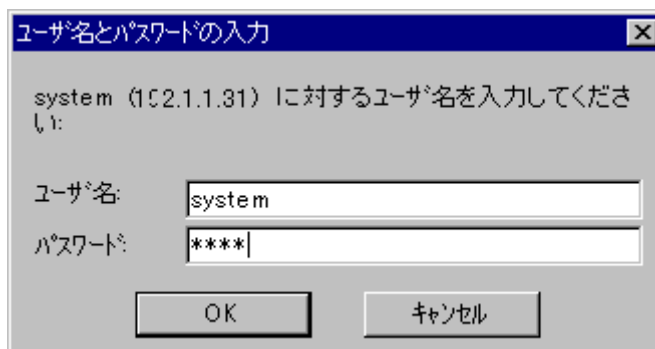 ユーザ名とパスワードの入力
system (192.1.1.31) に対するユーザ名を入力してくださ
い:
ユーザ名:
system
パスワード:
****
OK
キャンセル